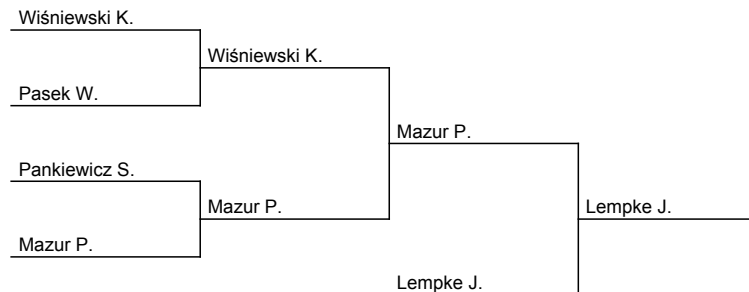 Wiśniewski K.
Wiśniewski K.
Pasek W.
Mazur P.
Pankiewicz S.
Mazur P.
Lempke J.
Mazur P.
Lempke J.